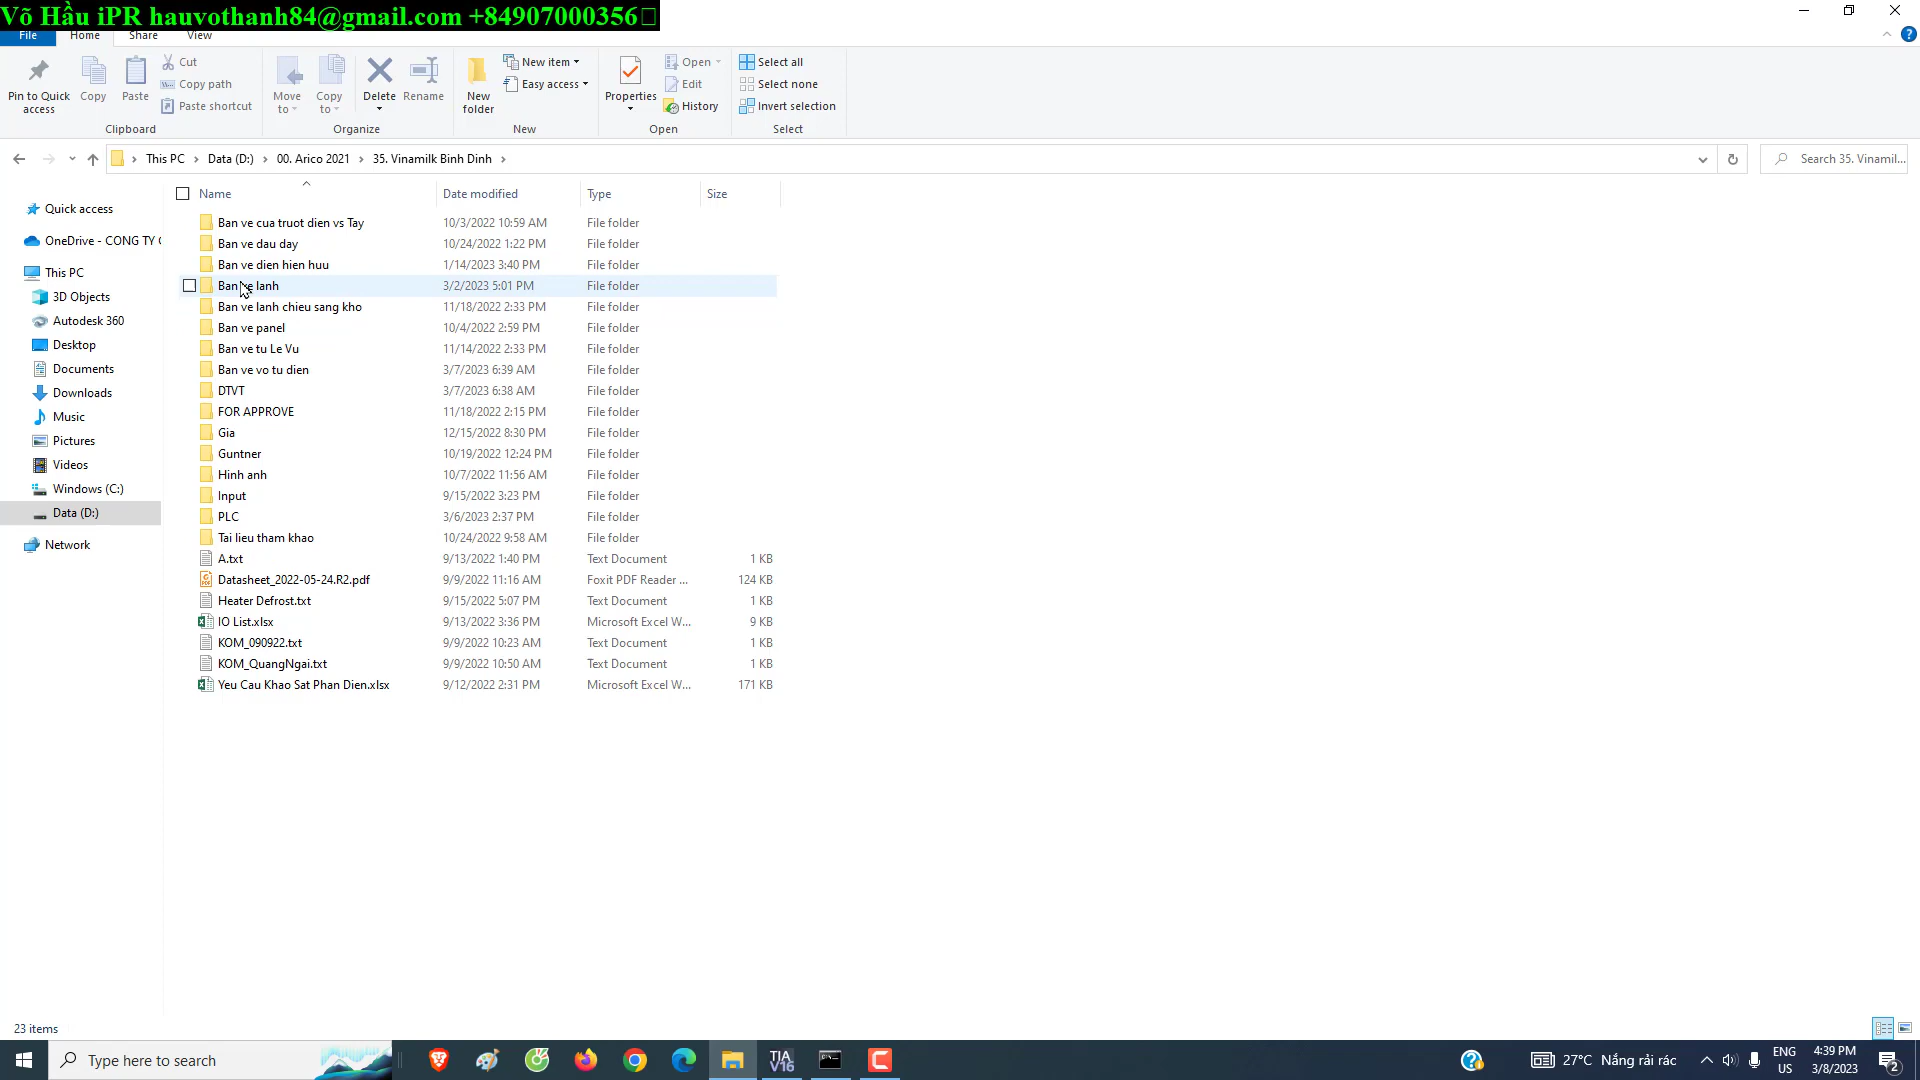 Võ Hầu iPR hauvothanh84@gmail.com +84907000356
File Home Share View
Pin to Quick access
Copy
Paste
Cut
Copy path
Paste shortcut
Clipboard
Move to
Copy to
Delete
Rename
Organize
New folder
New item
Easy access
New
Properties
Open
Edit
History
Open
Select all
Select none
Invert selection
Select
This PC > Data (D:) > 00. Arico 2021 > 35. Vinamilk Binh Dinh >
Search 35. Vinamil...
Quick access
OneDrive - CONG TY C
This PC
3D Objects
Autodesk 360
Desktop
Documents
Downloads
Music
Pictures
Videos
Windows (C:)
Data (D:)
Network
Name Date modified Type Size
Ban ve cua truot dien vs Tay 10/3/2022 10:59 AM File folder
Ban ve dau day 10/24/2022 1:22 PM File folder
Ban ve dien hien huu 1/14/2023 3:40 PM File folder
Ban ve lanh 3/2/2023 5:01 PM File folder
Ban ve lanh chieu sang kho 11/18/2022 2:33 PM File folder
Ban ve panel 10/4/2022 2:59 PM File folder
Ban ve tu Le Vu 11/14/2022 2:33 PM File folder
Ban ve vo tu dien 3/7/2023 6:39 AM File folder
DTVT 3/7/2023 6:38 AM File folder
FOR APPROVE 11/18/2022 2:15 PM File folder
Gia 12/15/2022 8:30 PM File folder
Guntner 10/19/2022 12:24 PM File folder
Hinh anh 10/7/2022 11:56 AM File folder
Input 9/15/2022 3:23 PM File folder
PLC 3/6/2023 2:37 PM File folder
Tai lieu tham khao 10/24/2022 9:58 AM File folder
A.txt 9/13/2022 1:40 PM Text Document 1 KB
Datasheet_2022-05-24.R2.pdf 9/9/2022 11:16 AM Foxit PDF Reader ... 124 KB
Heater Defrost.txt 9/15/2022 5:07 PM Text Document 1 KB
IO List.xlsx 9/13/2022 3:36 PM Microsoft Excel W... 9 KB
KOM_090922.txt 9/9/2022 10:23 AM Text Document 1 KB
KOM_QuangNgai.txt 9/9/2022 10:50 AM Text Document 1 KB
Yeu Cau Khao Sat Phan Dien.xlsx 9/12/2022 2:31 PM Microsoft Excel W... 171 KB
23 items
Type here to search
TIA V16
27°C Nắng rải rác
ENG US
4:39 PM
3/8/2023
2